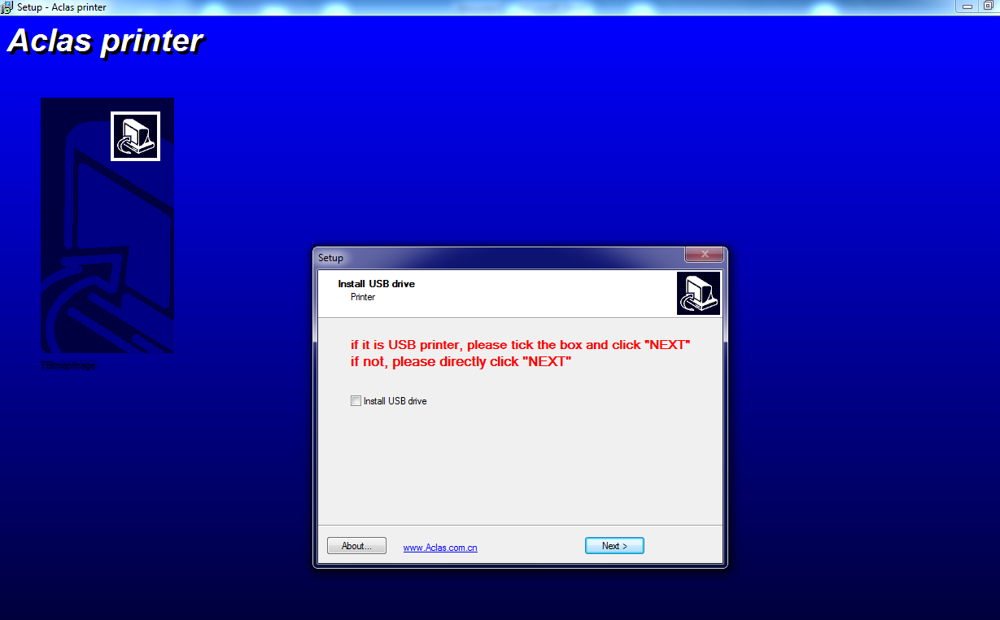 Setup - Aclas printer
Aclas printer
Setup
Install USB drive
Printer
if it is USB printer, please tick the box and click "NEXT"
if not, please directly click "NEXT"
Install USB drive
About...
www.Aclas.com.cn
Next >